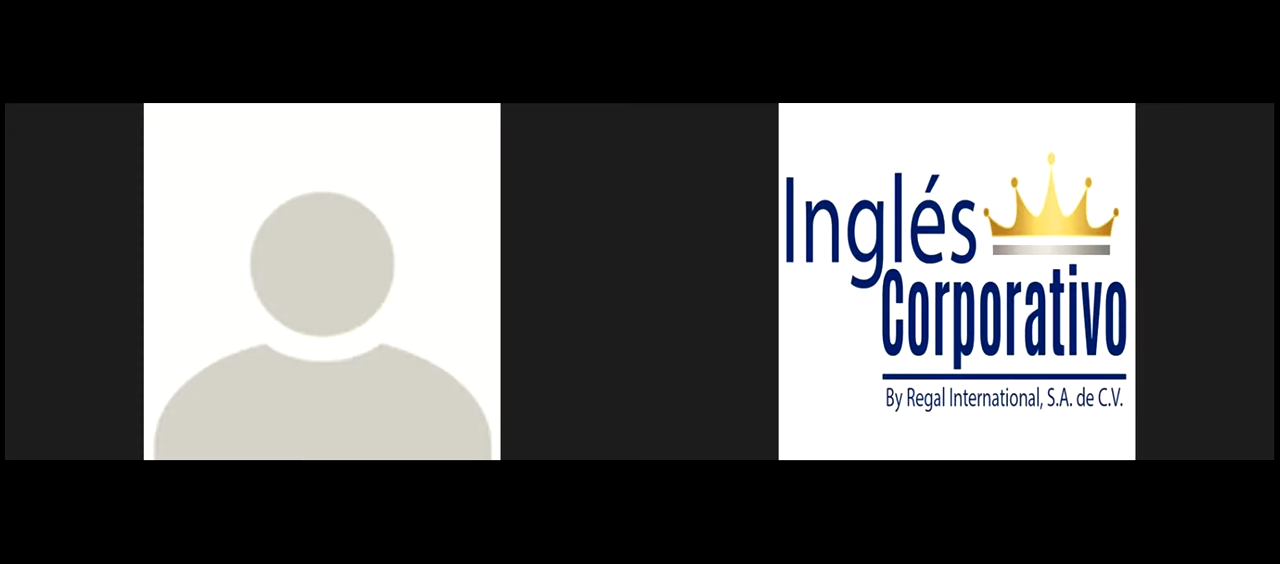 Inglés
Corporativo
By Regal International, S.A. de C.V.